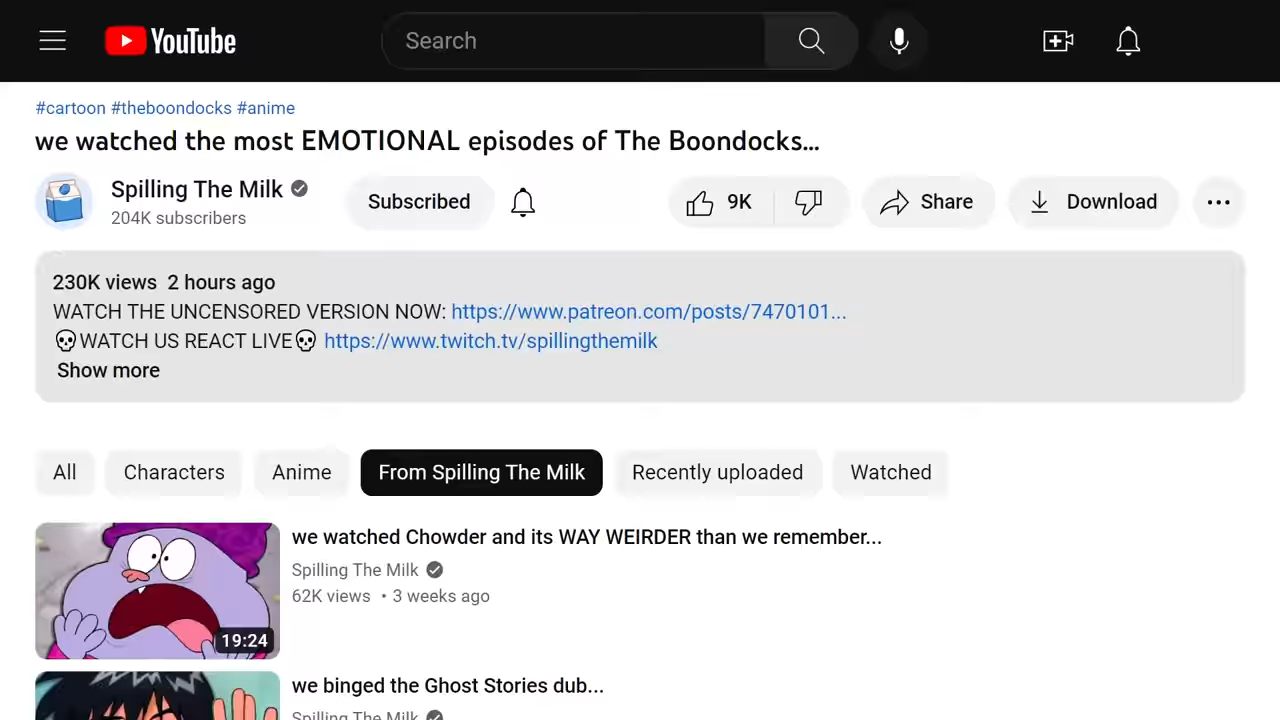 YouTube
Search
#cartoon #theboondocks #anime
we watched the most EMOTIONAL episodes of The Boondocks...
Spilling The Milk
204K subscribers
Subscribed
9K
Share
Download
230K views 2 hours ago
WATCH THE UNCENSORED VERSION NOW: https://www.patreon.com/posts/7470101...
💀WATCH US REACT LIVE💀 https://www.twitch.tv/spillingthemilk
Show more
All
Characters
Anime
From Spilling The Milk
Recently uploaded
Watched
we watched Chowder and its WAY WEIRDER than we remember...
Spilling The Milk
62K views • 3 weeks ago
19:24
we binged the Ghost Stories dub...
Spilling The Milk